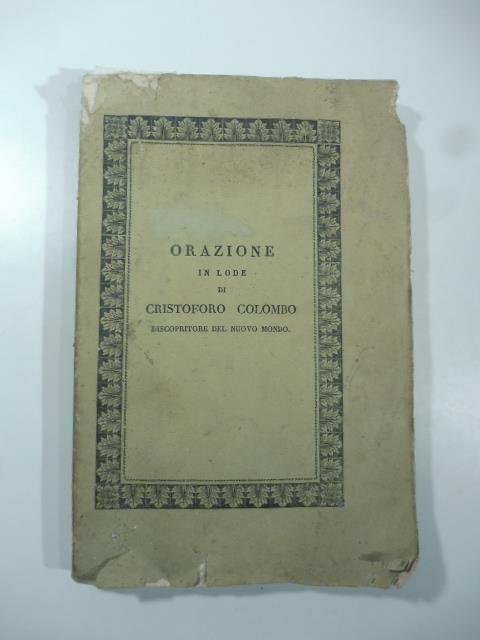 ORAZIONE
IN LODE
DI
CRISTOFORO COLOMBO
DISCOPRITORE DEL NUOVO MONDO.